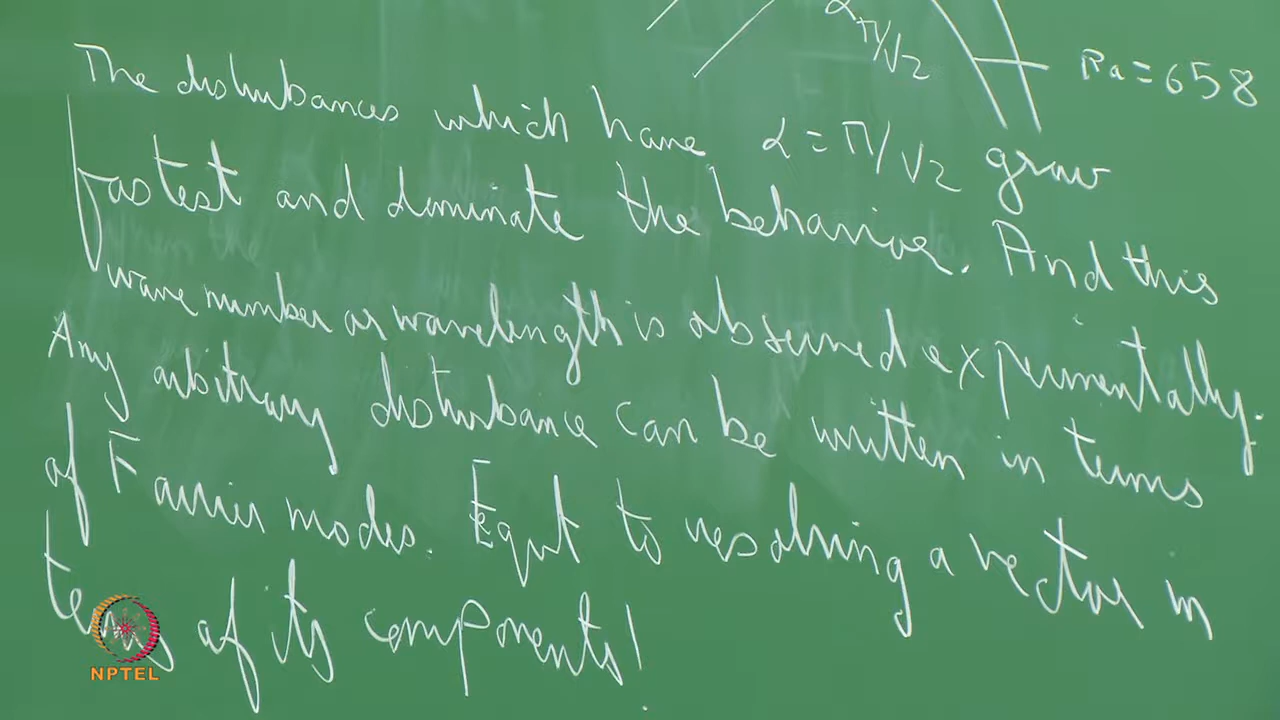 α π/√2
Ra = 658
The disturbances which have α = π/√2 grow
fastest and dominate the behavior. And this
wave number or wavelength is observed experimentally.
Any arbitrary disturbance can be written in terms
of Fourier modes. Eqvt to resolving a vector in
terms of its components!
NPTEL